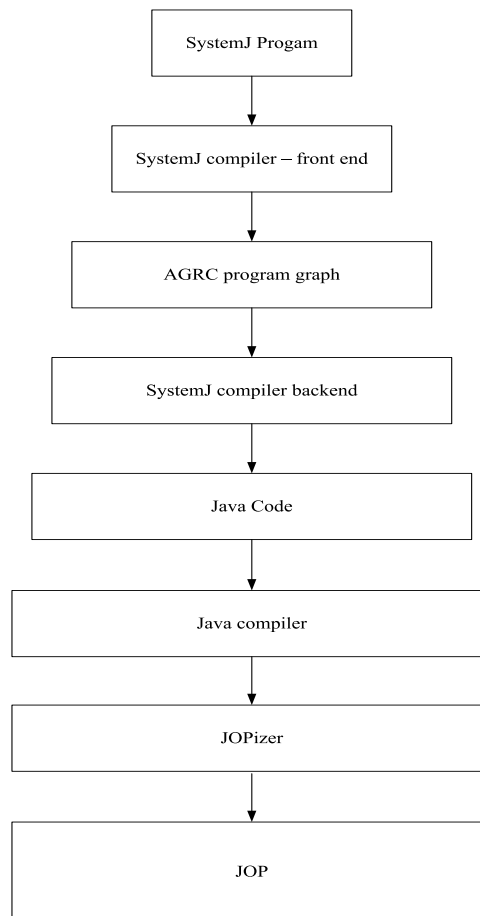 SystemJ Progam
SystemJ compiler – front end
AGRC program graph
SystemJ compiler backend
Java Code
Java compiler
JOPizer
JOP